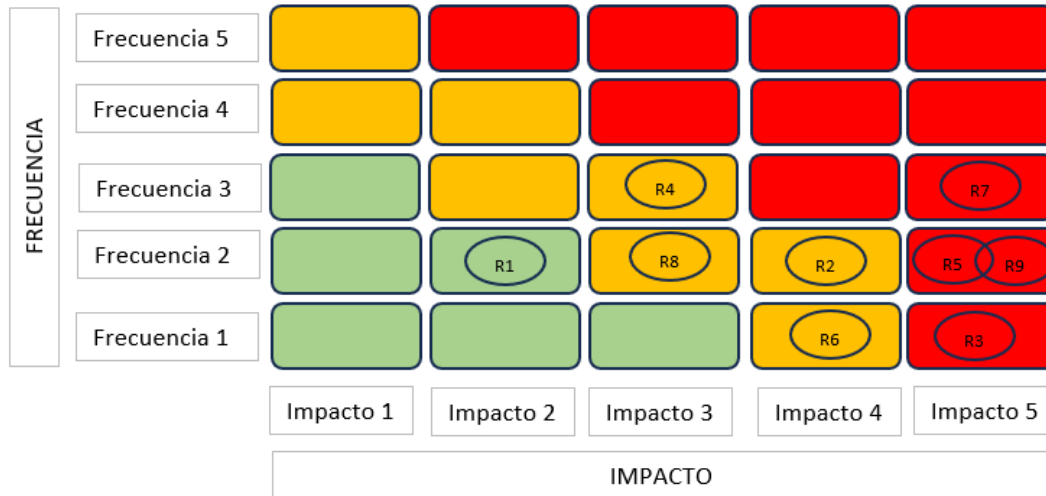 FRECUENCIA
Frecuencia 5
Frecuencia 4
Frecuencia 3
R4
R7
Frecuencia 2
R1
R8
R2
R5
R9
Frecuencia 1
R6
R3
Impacto 1
Impacto 2
Impacto 3
Impacto 4
Impacto 5
IMPACTO